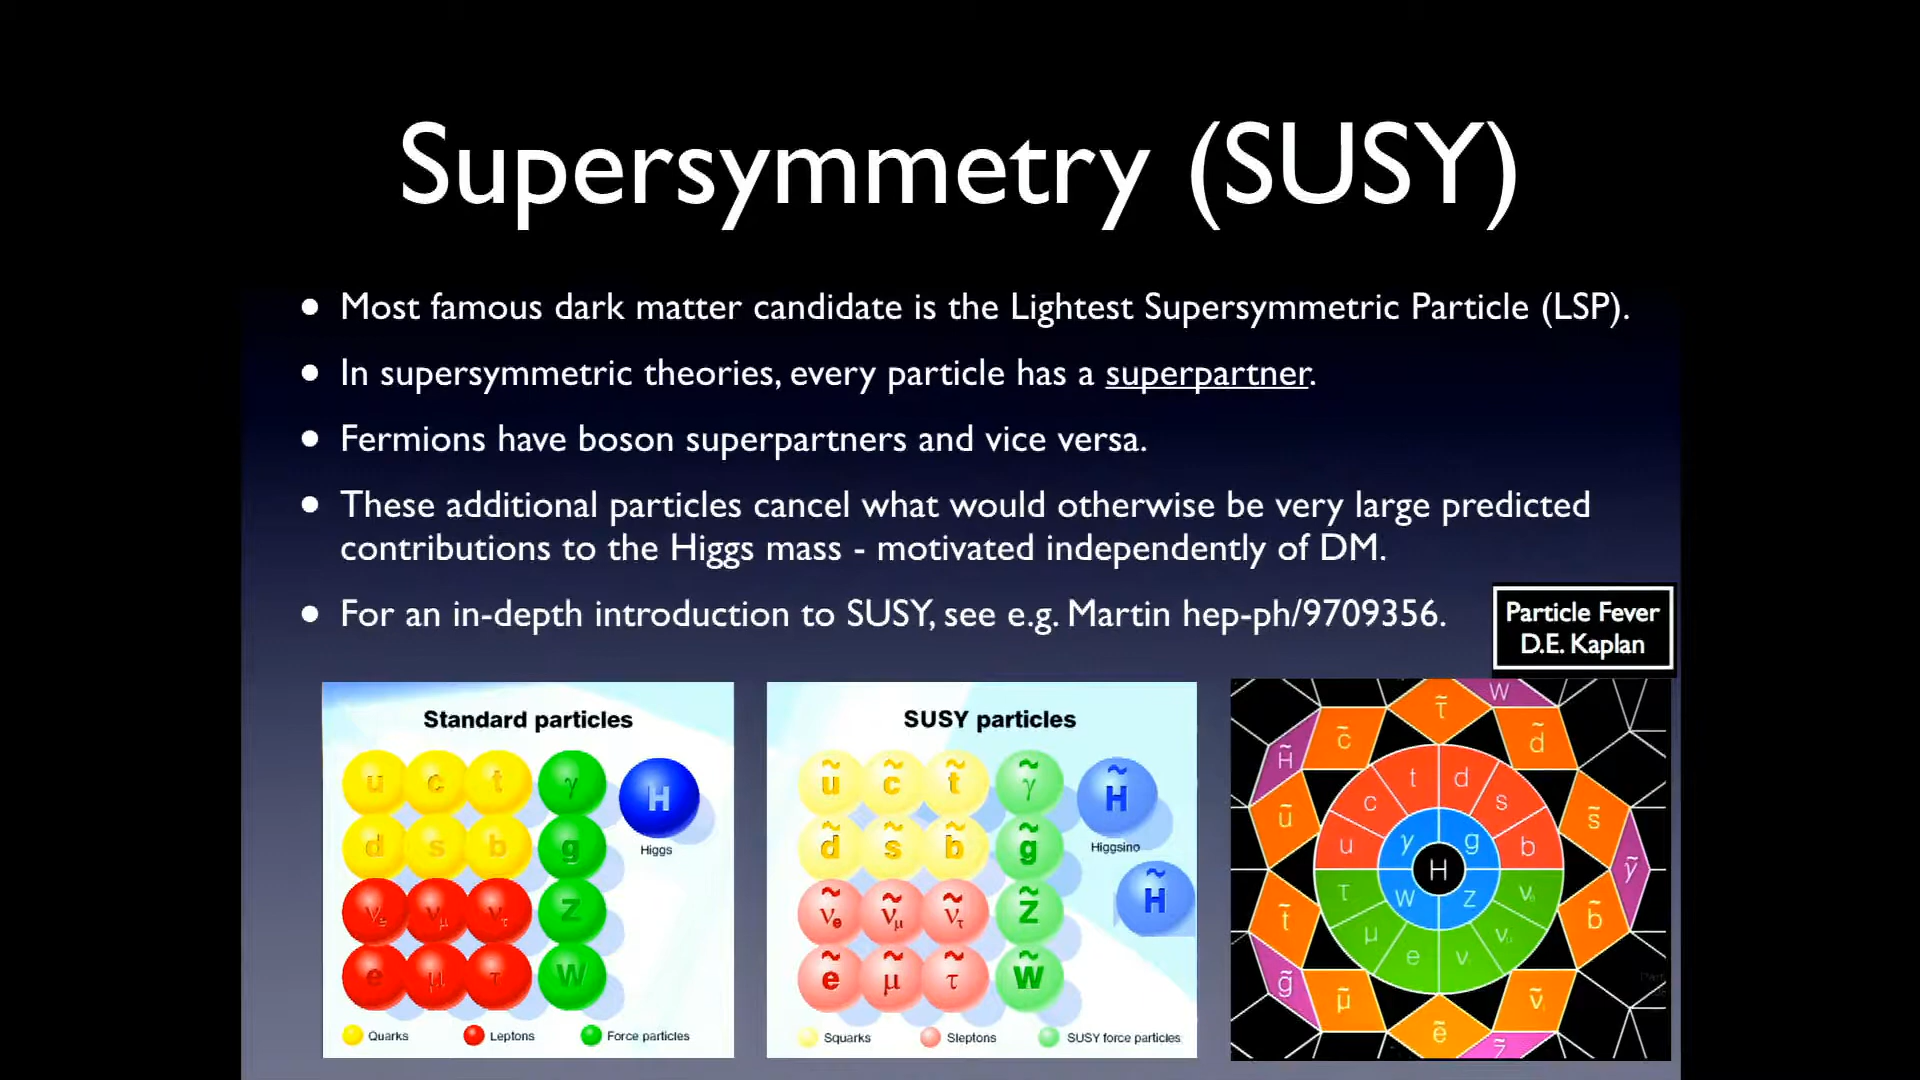 Supersymmetry (SUSY)
• Most famous dark matter candidate is the Lightest Supersymmetric Particle (LSP).
• In supersymmetric theories, every particle has a superpartner.
• Fermions have boson superpartners and vice versa.
• These additional particles cancel what would otherwise be very large predicted
contributions to the Higgs mass - motivated independently of DM.
• For an in-depth introduction to SUSY, see e.g. Martin hep-ph/9709356.
Particle Fever
D.E. Kaplan
Standard particles
u c t γ H
d s b g
Higgs
νe νμ ντ Z
e μ τ W
Quarks Leptons Force particles
SUSY particles
ũ c̃ t̃ γ̃ H̃
d̃ s̃ b̃ g̃
Higgsino
ν̃e ν̃μ ν̃τ Z̃ H̃
ẽ μ̃ τ̃ W̃
Squarks Sleptons SUSY force particles
W
τ̃
c̃ d̃
H̃
t d
c s
ũ s̃
u γ g b
H
ỹ
τ W Z νe
t̃ b̃
μ νμ
e ν
g̃
μ̃ ν̃
ẽ
z̃